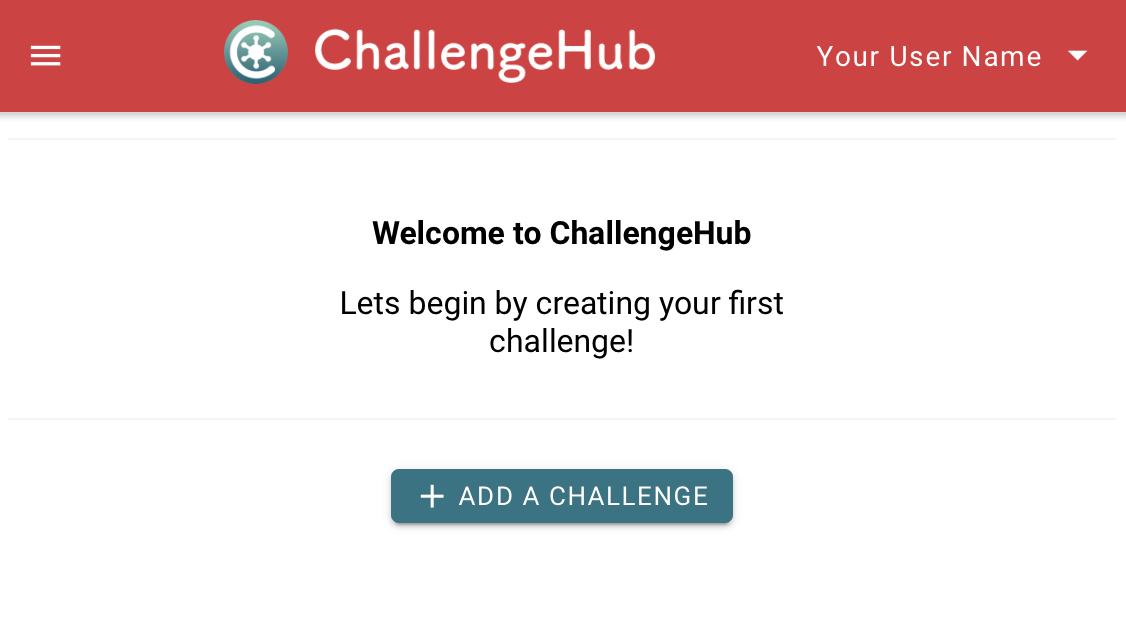 ChallengeHub
Your User Name
Welcome to ChallengeHub
Lets begin by creating your first
challenge!
ADD A CHALLENGE